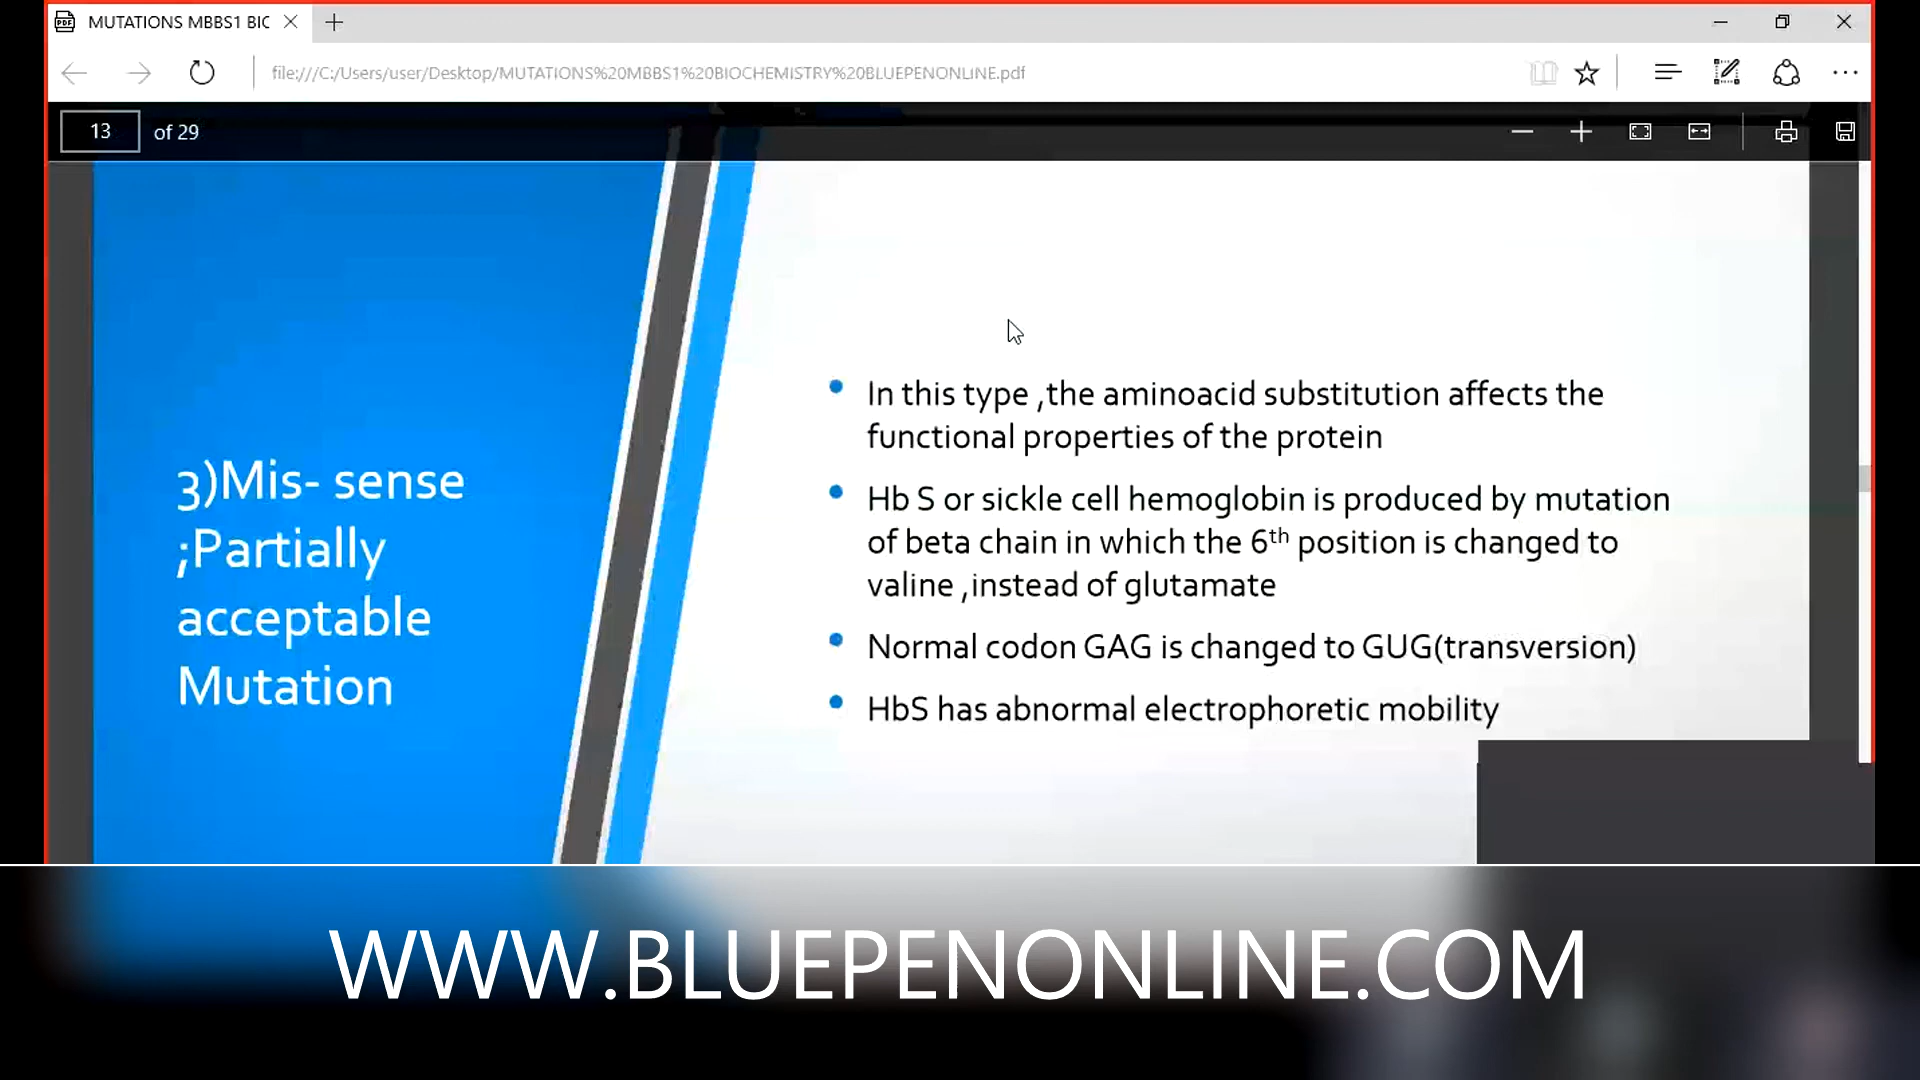 MUTATIONS MBBS1 BIC
file:///C:/Users/user/Desktop/MUTATIONS%20MBBS1%20BIOCHEMISTRY%20BLUEPENONLINE.pdf
13 of 29
3)Mis- sense
;Partially
acceptable
Mutation
In this type ,the aminoacid substitution affects the
functional properties of the protein
Hb S or sickle cell hemoglobin is produced by mutation
of beta chain in which the 6th position is changed to
valine ,instead of glutamate
Normal codon GAG is changed to GUG(transversion)
HbS has abnormal electrophoretic mobility
WWW.BLUEPENONLINE.COM